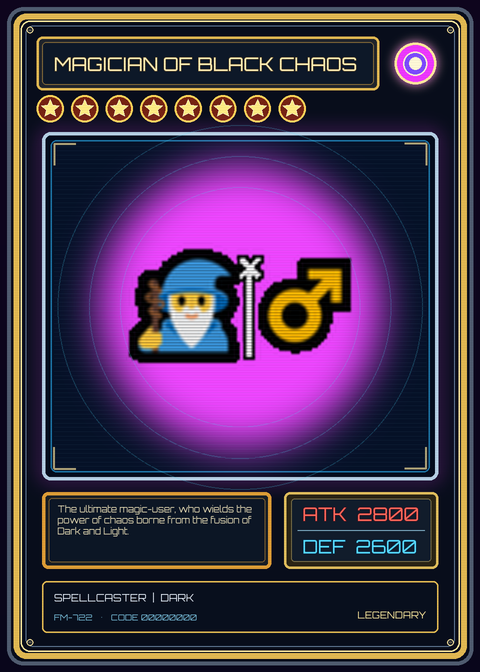 MAGICIAN OF BLACK CHAOS
The ultimate magic-user, who wields the
power of chaos borne from the fusion of
Dark and Light.
ATK 2800
DEF 2600
SPELLCASTER | DARK
FM-722 · CODE 00000000
LEGENDARY